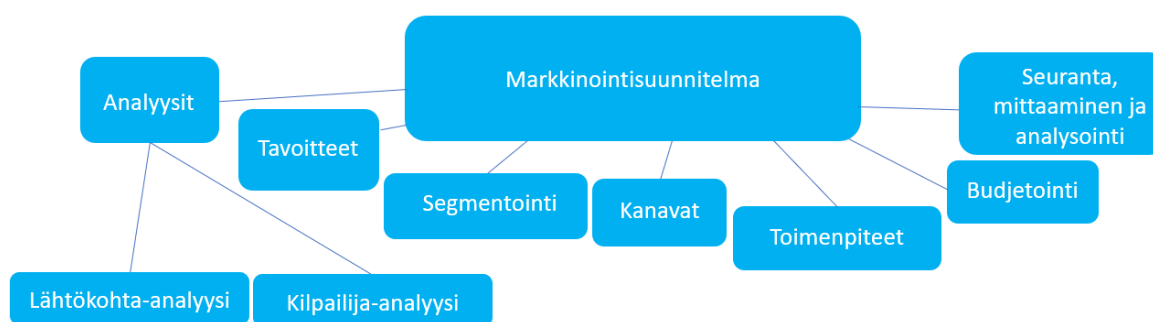 Markkinointisuunnitelma
Analyysit
Tavoitteet
Segmentointi
Kanavat
Toimenpiteet
Budjetointi
Seuranta,
mittaaminen ja
analysointi
Lähtökohta-analyysi
Kilpailija-analyysi